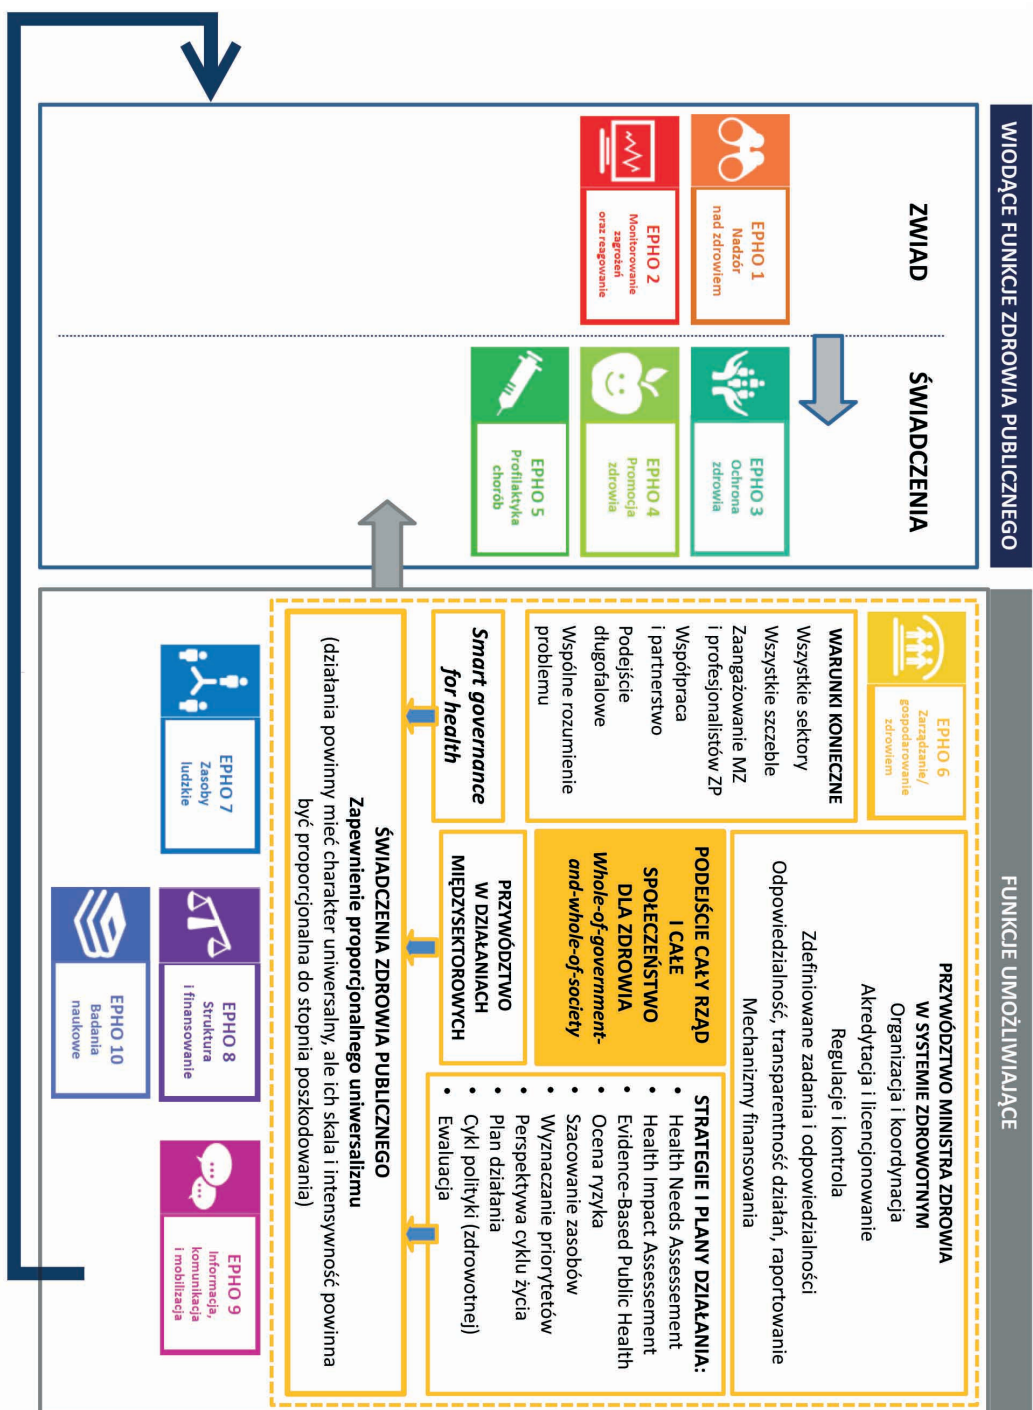 WIODĄCE FUNKCJE ZDROWIA PUBLICZNEGO
ZWIAD
ŚWIADCZENIA
EPHO 1
Nadzór
nad zdrowiem
EPHO 2
Monitorowanie
zagrożeń
oraz reagowanie
EPHO 3
Ochrona
zdrowia
EPHO 4
Promocja
zdrowia
EPHO 5
Profilaktyka
chorób
FUNKCJE UMOŻLIWIAJĄCE
EPHO 6
Zarządzanie/
gospodarowanie
zdrowiem
PRZYWÓDZTWO MINISTRA ZDROWIA
W SYSTEMIE ZDROWOTNYM
Organizacja i koordynacja
Akredytacja i licencjonowanie
Regulacje i kontrola
Zdefiniowane zadania i odpowiedzialności
Odpowiedzialność, transparentność działań, raportowanie
Mechanizmy finansowania
WARUNKI KONIECZNE
Wszystkie sektory
Wszystkie szczeble
Zaangażowanie MZ
i profesjonalistów ZP
Współpraca
i partnerstwo
Podejście
długofalowe
Wspólne rozumienie
problemu
PODEJŚCIE CAŁY RZĄD
I CAŁE
SPOŁECZEŃSTWO
DLA ZDROWIA
Whole-of-government-
and-whole-of-society
STRATEGIE I PLANY DZIAŁANIA:
• Health Needs Assessement
• Health Impact Assessement
• Evidence-Based Public Health
• Ocena ryzyka
• Szacowanie zasobów
• Wyznaczanie priorytetów
• Perspektywa cyklu życia
• Plan działania
• Cykl polityki (zdrowotnej)
• Ewaluacja
Smart governance
for health
PRZYWÓDZTWO
W DZIAŁANIACH
MIĘDZYSEKTOROWYCH
ŚWIADCZENIA ZDROWIA PUBLICZNEGO
Zapewnienie proporcjonalnego uniwersalizmu
(działania powinny mieć charakter uniwersalny, ale ich skala i intensywność powinna
być proporcjonalna do stopnia poszkodowania)
EPHO 7
Zasoby
ludzkie
EPHO 8
Struktura
i finansowanie
EPHO 9
Informacja,
komunikacja
i mobilizacja
EPHO 10
Badania
naukowe